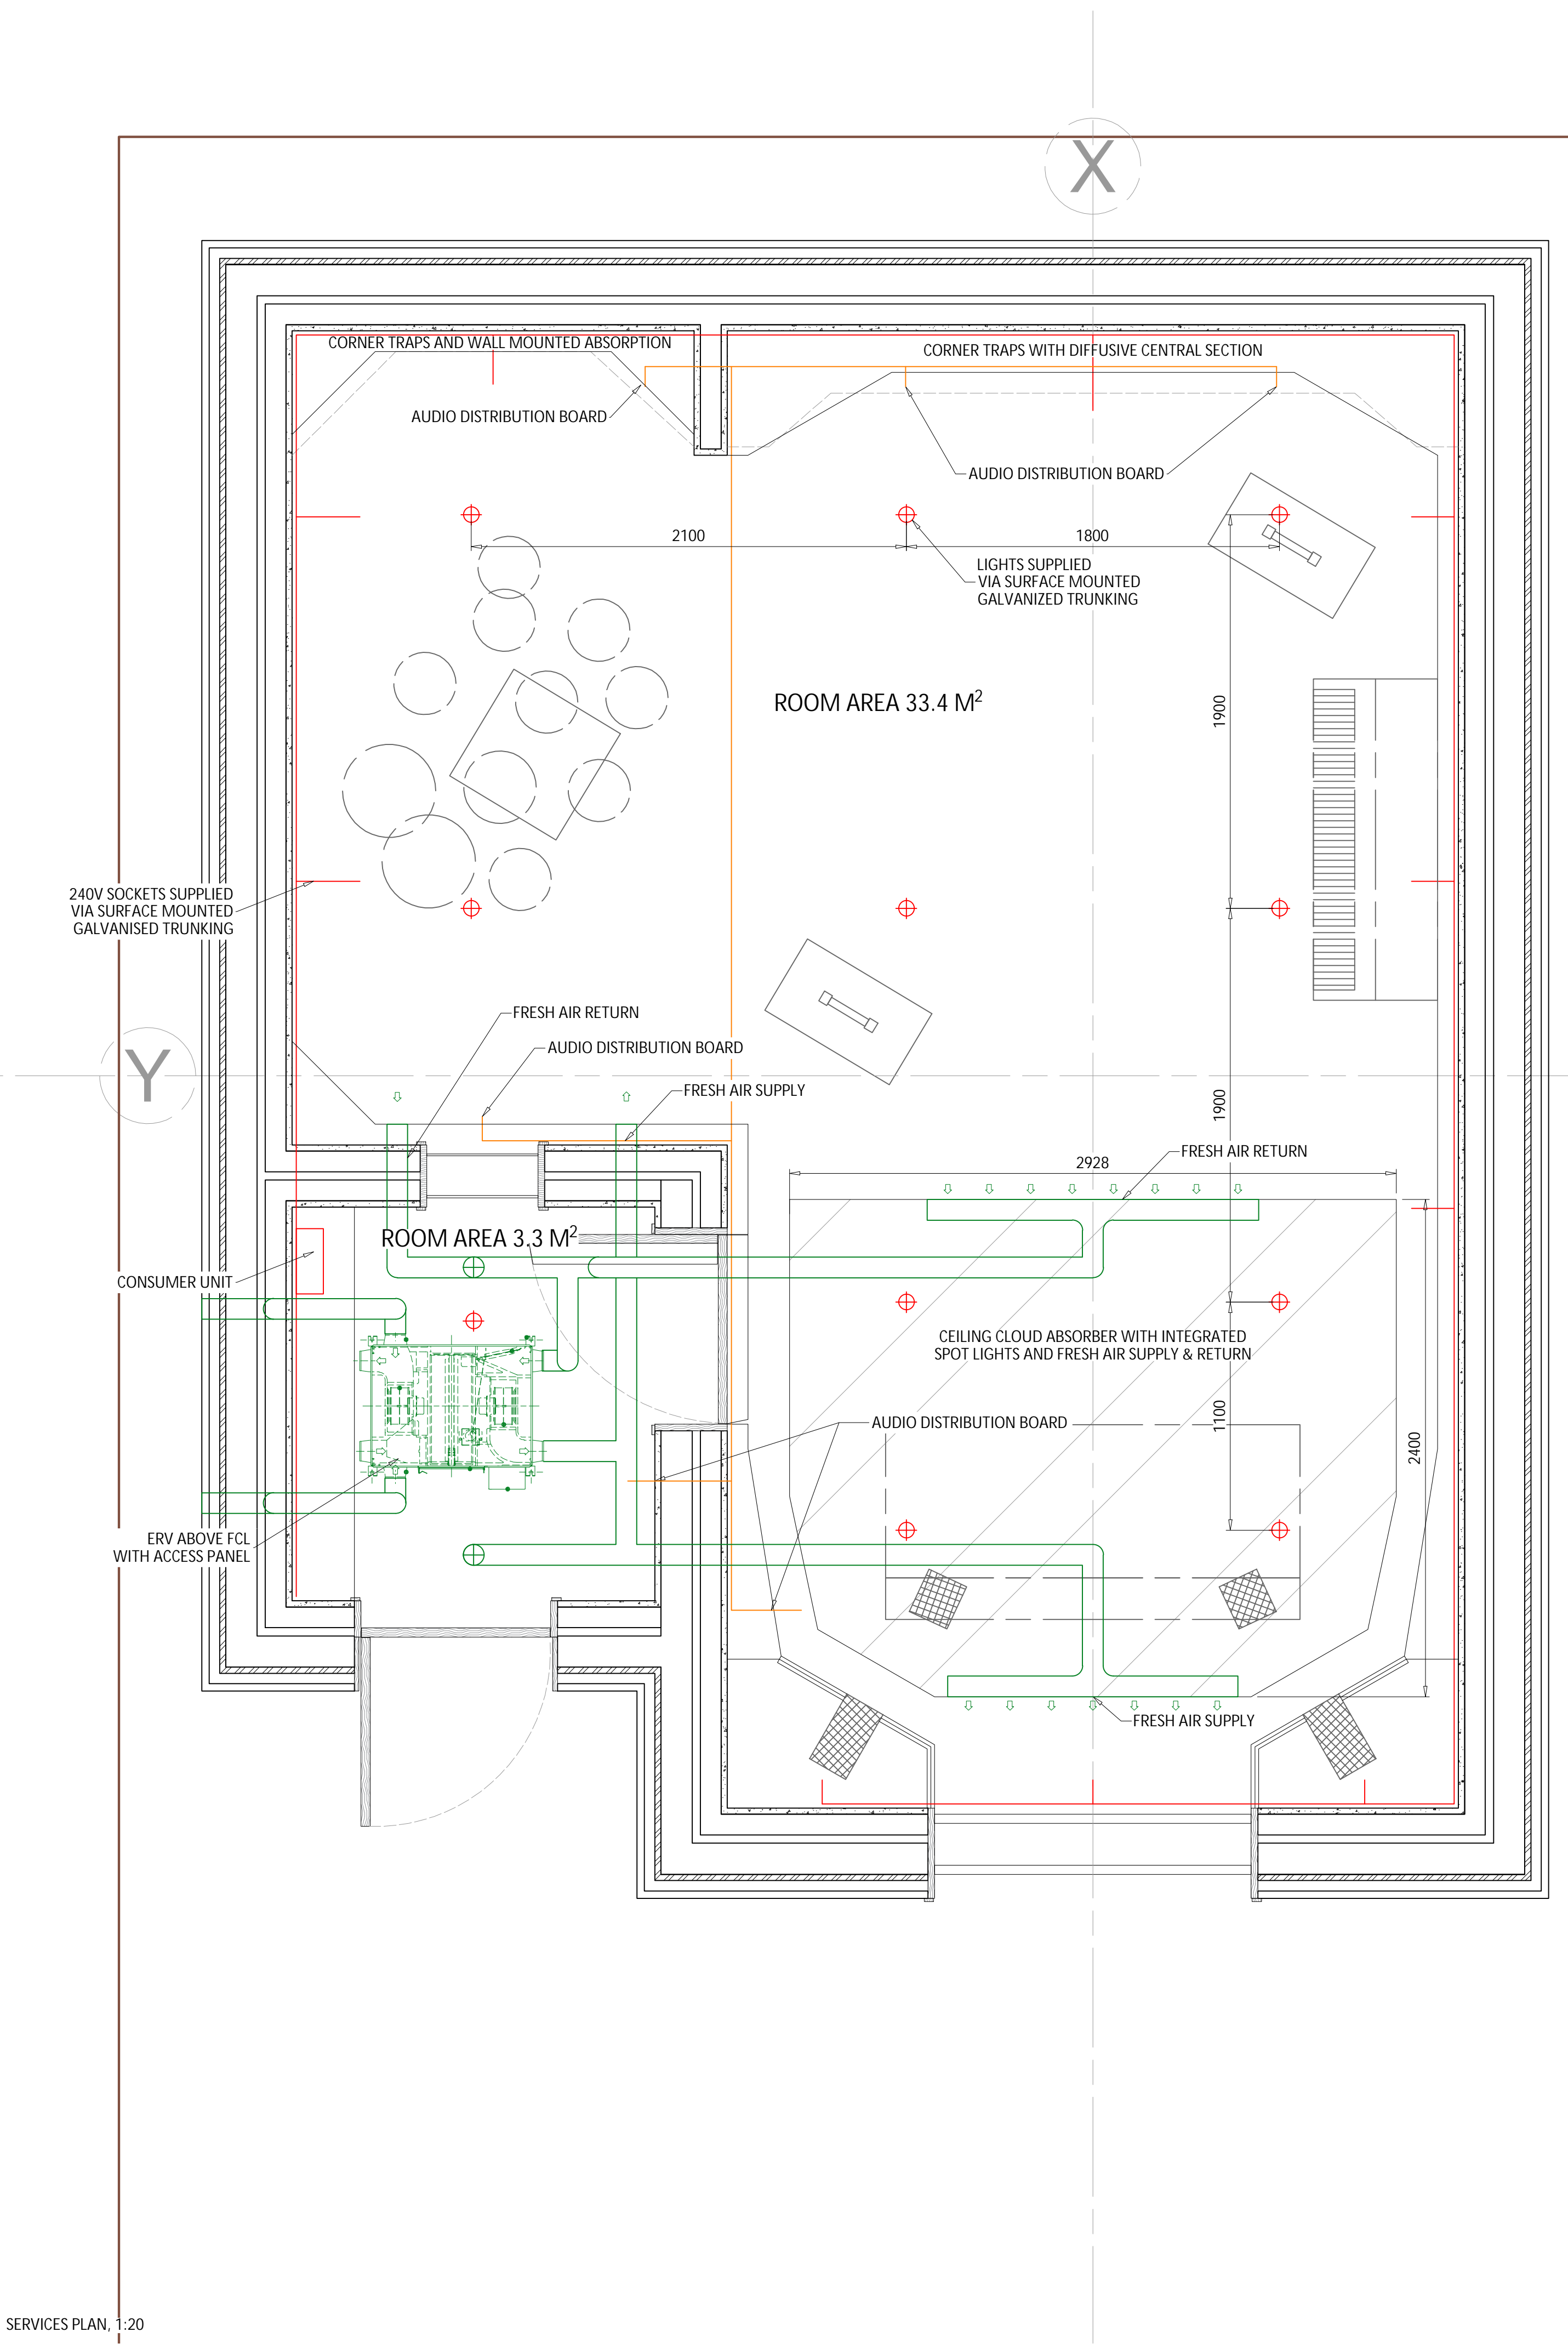 X
CORNER TRAPS AND WALL MOUNTED ABSORPTION
CORNER TRAPS WITH DIFFUSIVE CENTRAL SECTION
AUDIO DISTRIBUTION BOARD
AUDIO DISTRIBUTION BOARD
2100
1800
LIGHTS SUPPLIED
VIA SURFACE MOUNTED
GALVANIZED TRUNKING
ROOM AREA 33.4 M²
1900
240V SOCKETS SUPPLIED
VIA SURFACE MOUNTED
GALVANISED TRUNKING
FRESH AIR RETURN
AUDIO DISTRIBUTION BOARD
Y
FRESH AIR SUPPLY
1900
FRESH AIR RETURN
2928
ROOM AREA 3.3 M²
CONSUMER UNIT
CEILING CLOUD ABSORBER WITH INTEGRATED
SPOT LIGHTS AND FRESH AIR SUPPLY & RETURN
AUDIO DISTRIBUTION BOARD
1100
2400
ERV ABOVE FCL
WITH ACCESS PANEL
FRESH AIR SUPPLY
SERVICES PLAN, 1:20